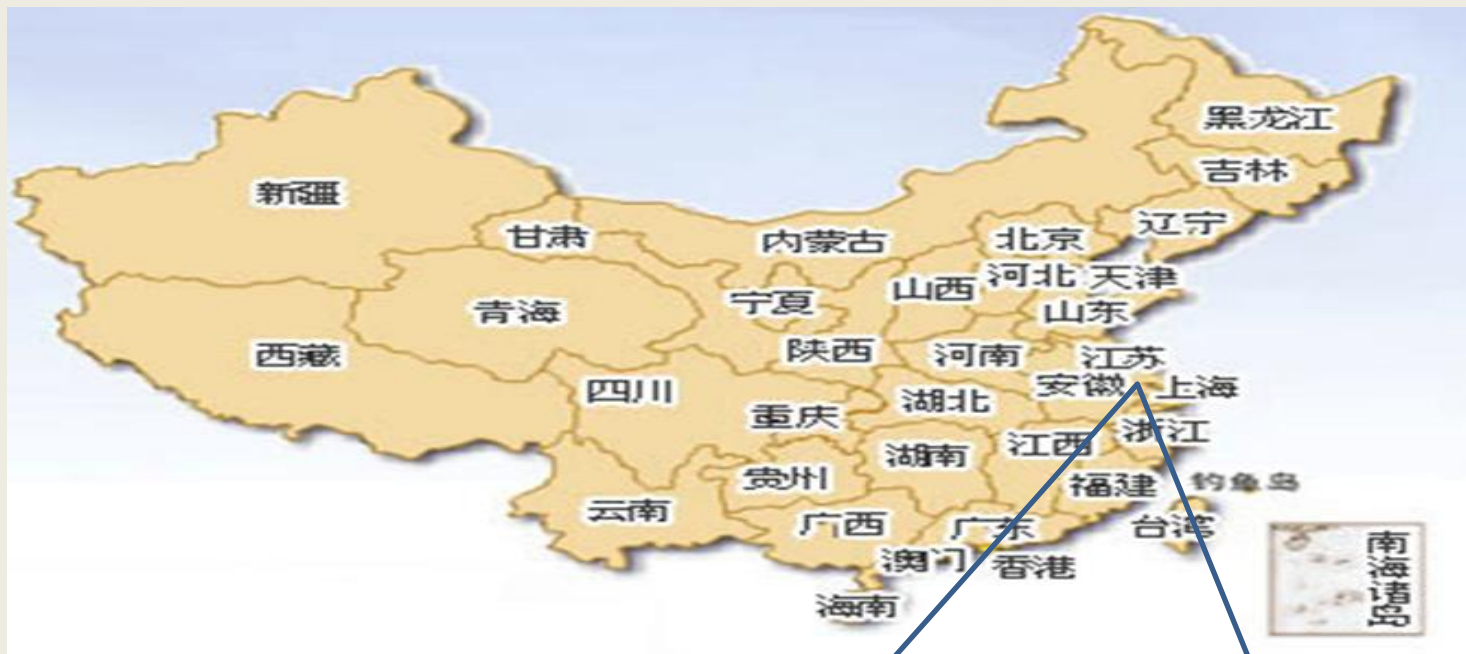 黑龙江
吉林
新疆
辽宁
甘肃
内蒙古
北京
河北
天津
山西
宁夏
青海
山东
陕西
河南
江苏
西藏
四川
安徽
上海
湖北
重庆
浙江
江西
湖南
贵州
福建
钓鱼岛
云南
广西
广东
台湾
澳门
香港
海南
南海诸岛